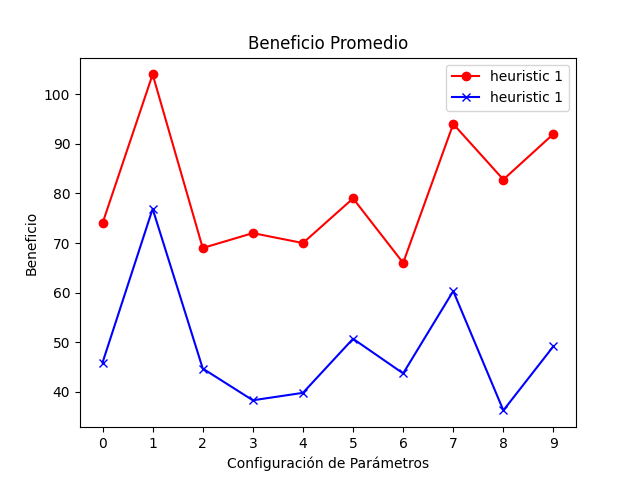 Beneficio Promedio
heuristic 1
heuristic 1
100
90
80
70
60
50
40
Beneficio
0 1 2 3 4 5 6 7 8 9
Configuración de Parámetros